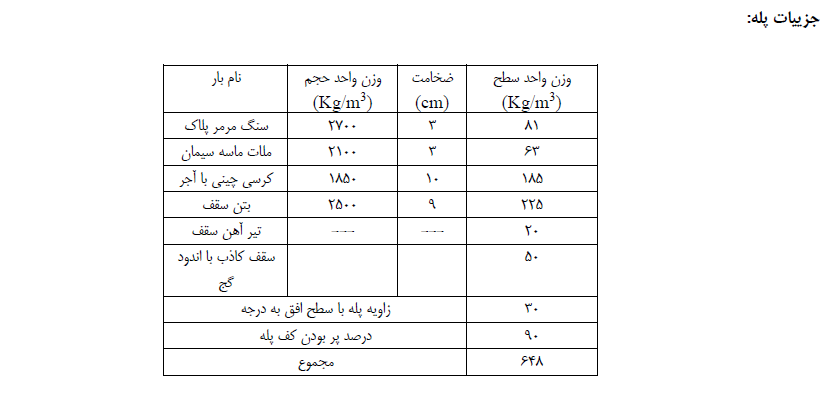 جزییات پله:
نام بار وزن واحد حجم (Kg/m³) ضخامت (cm) وزن واحد سطح (Kg/m³)
سنگ مرمر پلاک ۲۷۰۰ ۳ ۸۱
ملات ماسه سیمان ۲۱۰۰ ۳ ۶۳
کرسی چینی با آجر ۱۸۵۰ ۱۰ ۱۸۵
بتن سقف ۲۵۰۰ ۹ ۲۲۵
تیر آهن سقف --- --- ۲۰
سقف کاذب با اندود گچ ۵۰
زاویه پله با سطح افق به درجه ۳۰
درصد پر بودن کف پله ۹۰
مجموع ۶۴۸